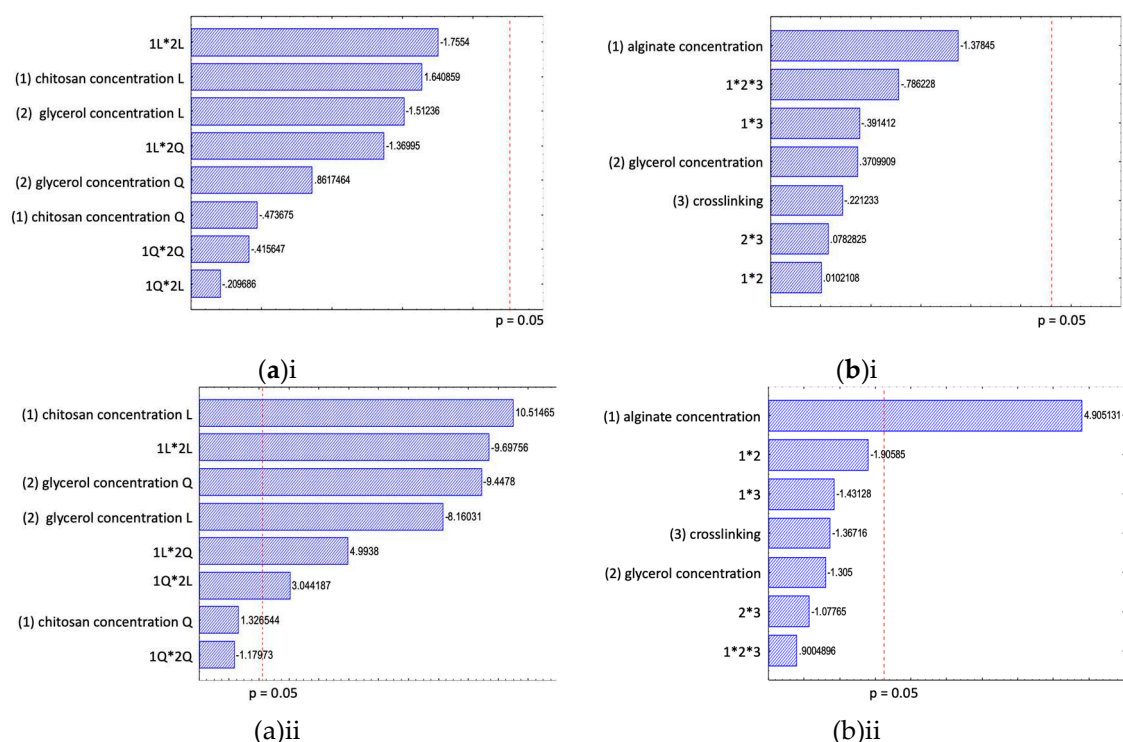 1L*2L
-1.7554
(1) chitosan concentration L
1.640859
(2) glycerol concentration L
-1.51236
1L*2Q
-1.36995
(2) glycerol concentration Q
.8617464
(1) chitosan concentration Q
-.473675
1Q*2Q
-.415647
1Q*2L
-.209686
p = 0.05
(a)i
(1) alginate concentration
-1.37845
1*2*3
-.786228
1*3
-.391412
(2) glycerol concentration
.3709909
(3) crosslinking
-.221233
2*3
.0782825
1*2
.0102108
p = 0.05
(b)i
(1) chitosan concentration L
10.51465
1L*2L
-9.69756
(2) glycerol concentration Q
-9.4478
(2) glycerol concentration L
-8.16031
1L*2Q
4.9938
1Q*2L
3.044187
(1) chitosan concentration Q
1.326544
1Q*2Q
-1.17973
p = 0.05
(a)ii
(1) alginate concentration
4.905131
1*2
-1.90585
1*3
-1.43128
(3) crosslinking
-1.36716
(2) glycerol concentration
-1.305
2*3
-1.07765
1*2*3
.9004896
p = 0.05
(b)ii